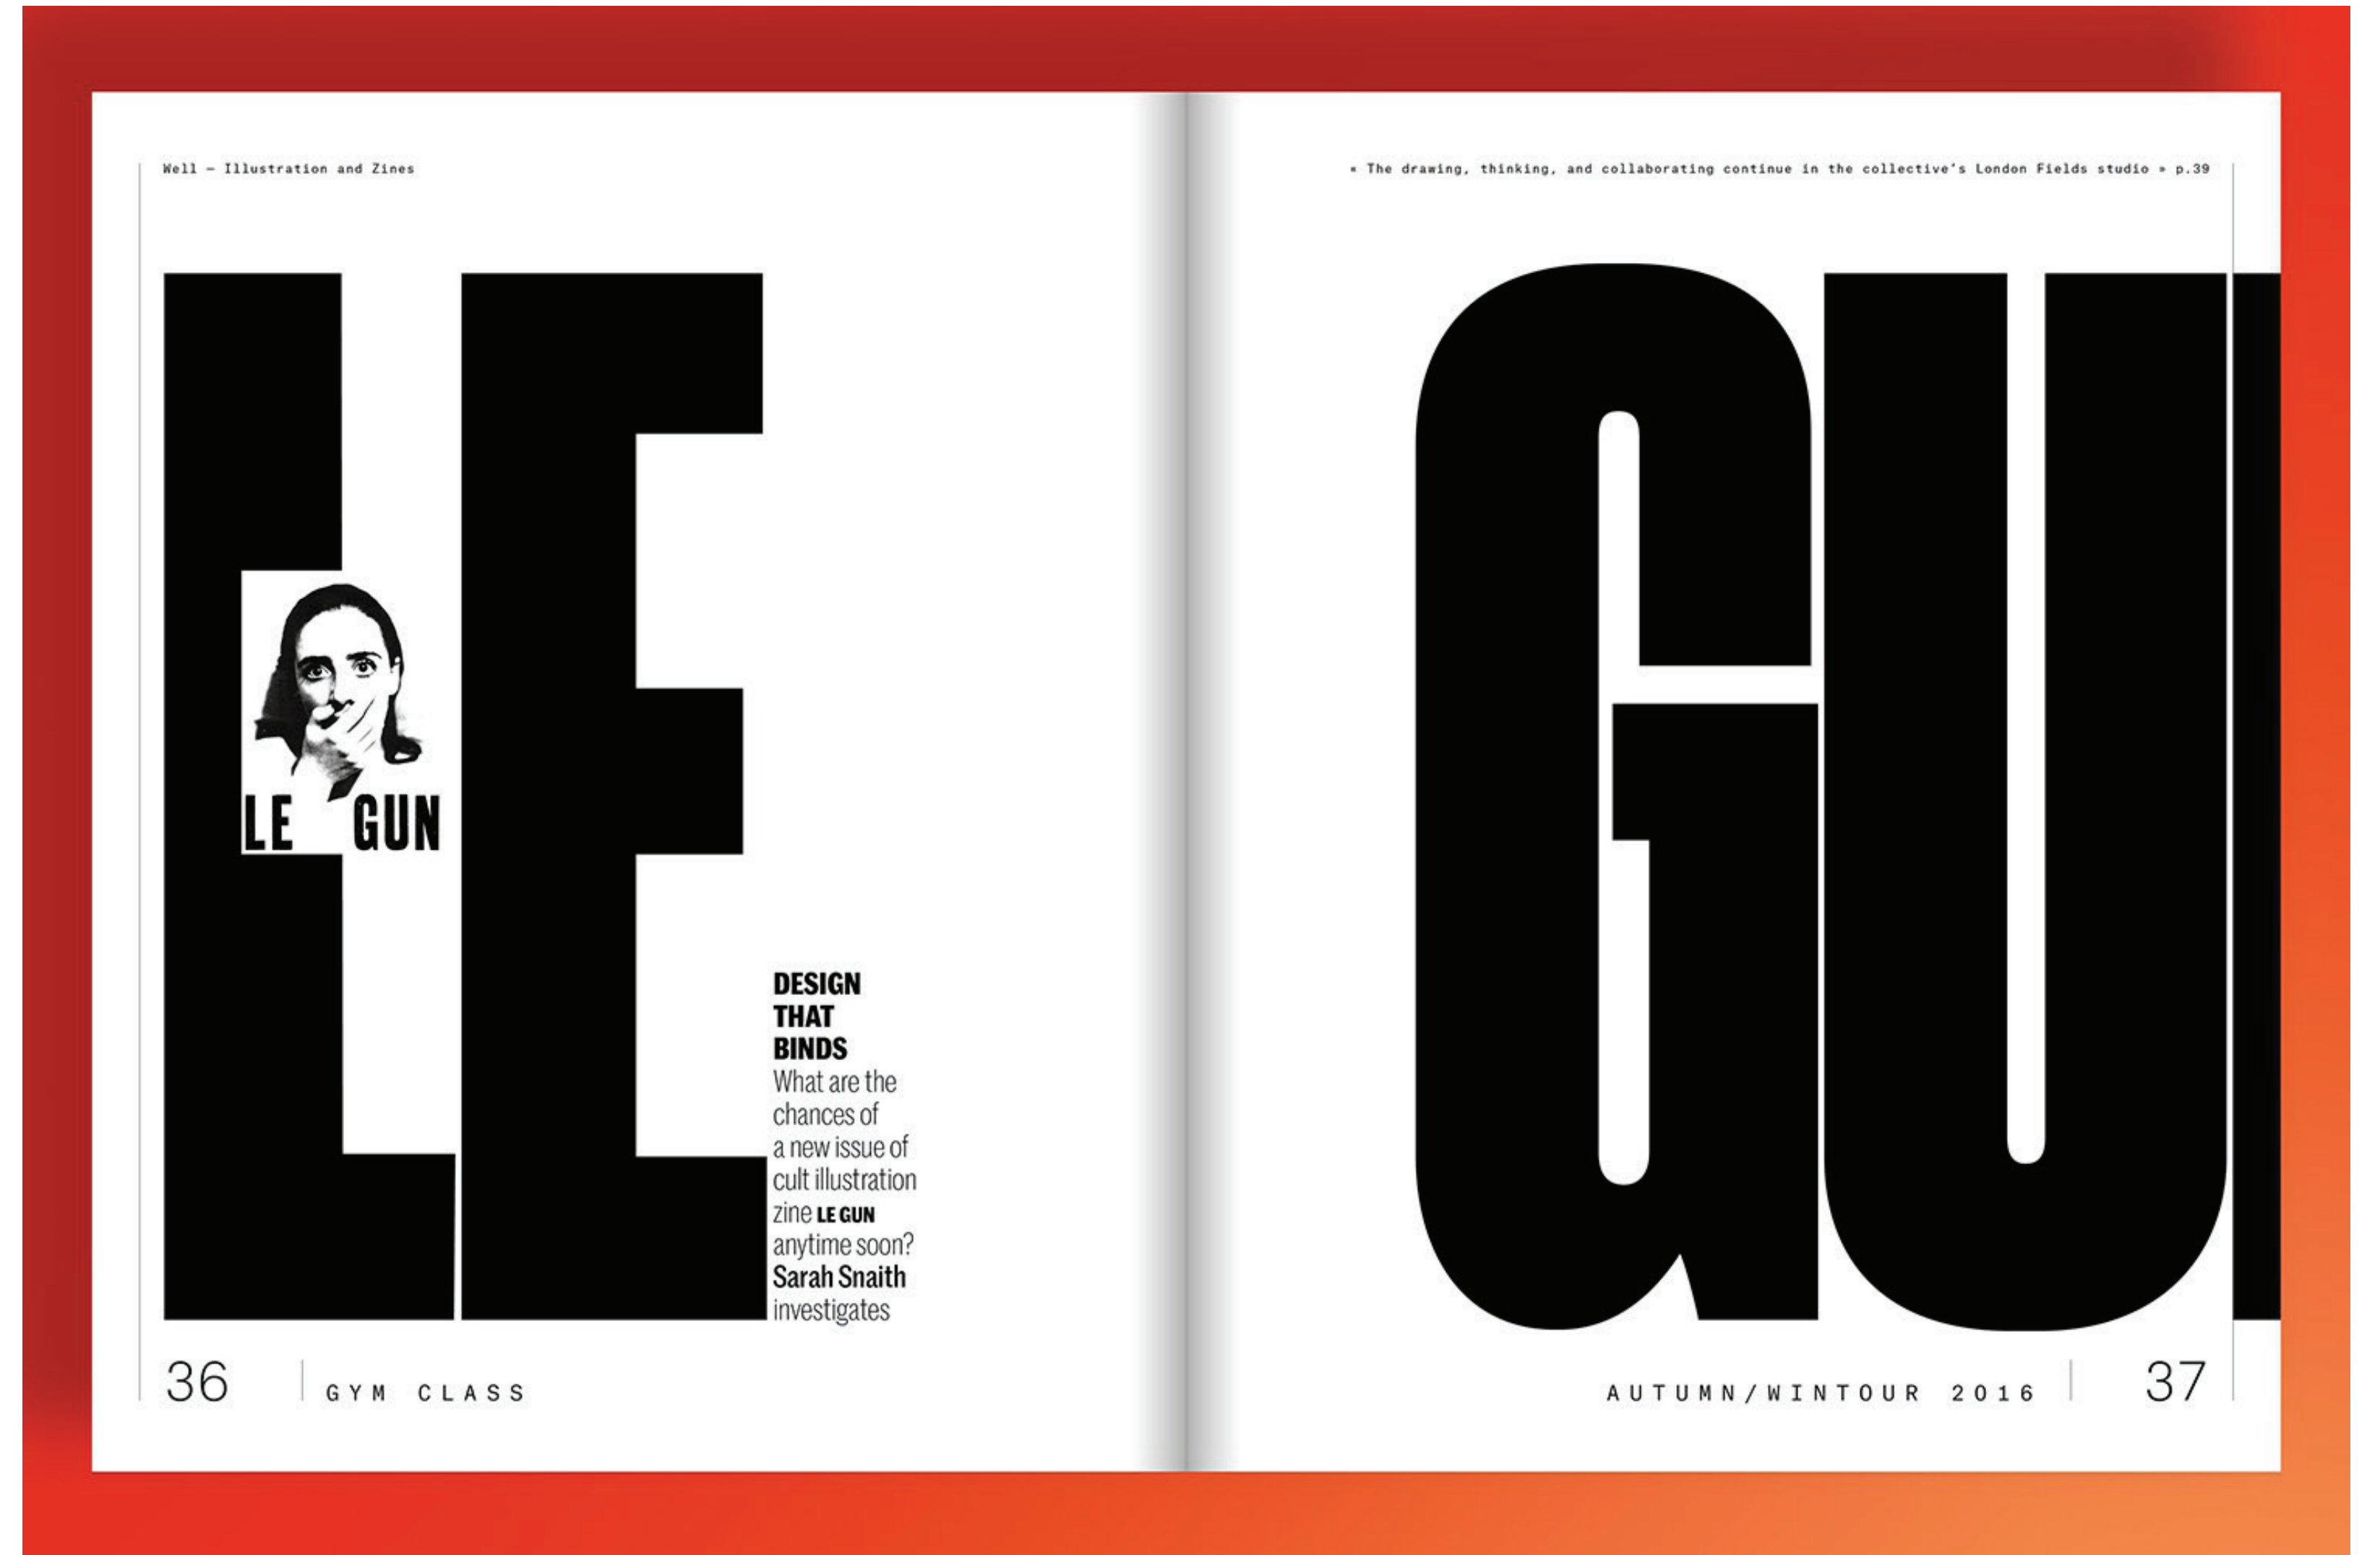 Well – Illustration and Zines
« The drawing, thinking, and collaborating continue in the collective's London Fields studio » p.39
LE
GU
LE GUN
DESIGN
THAT
BINDS
What are the
chances of
a new issue of
cult illustration
zine LE GUN
anytime soon?
Sarah Snaith
investigates
36
GYM CLASS
AUTUMN/WINTOUR 2016
37